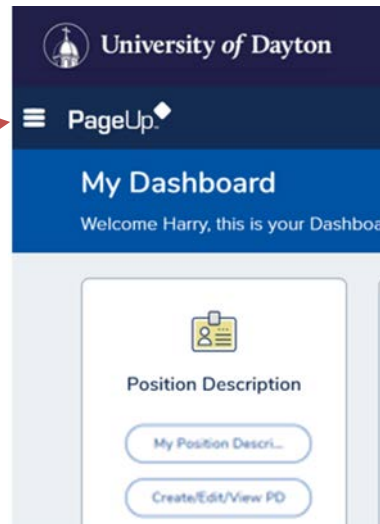 University of Dayton
PageUp.
My Dashboard
Welcome Harry, this is your Dashboa
Position Description
My Position Descri...
Create/Edit/View PD